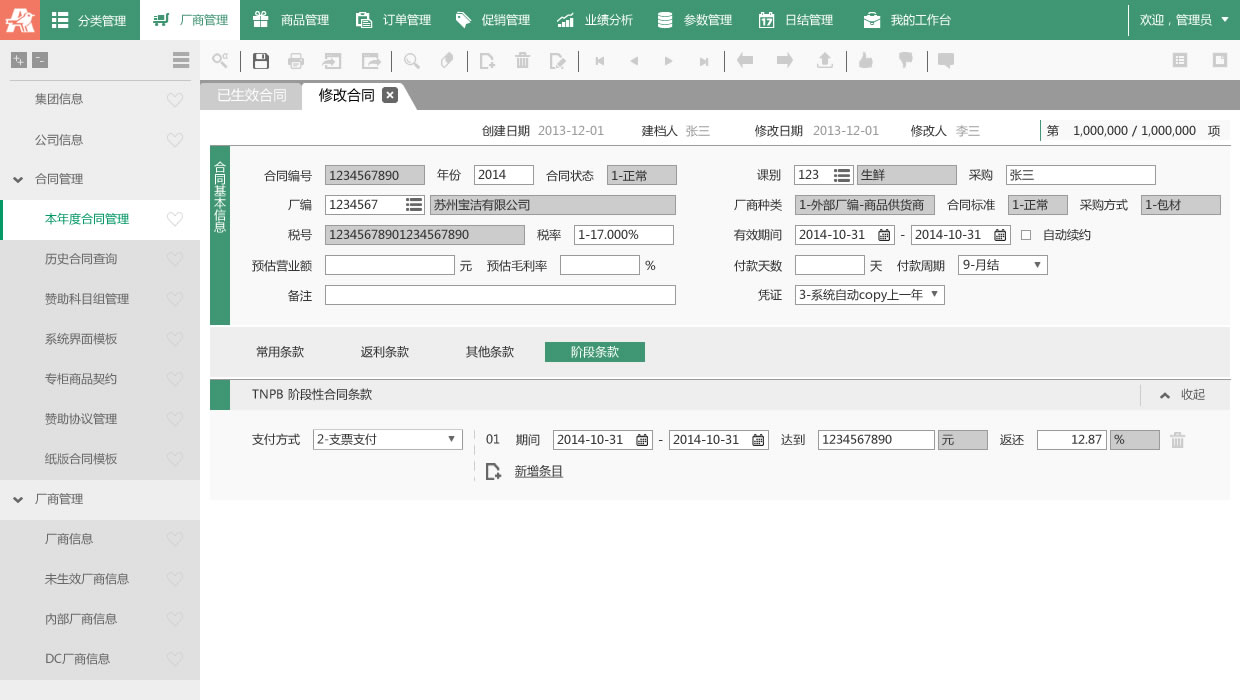 分类管理 厂商管理 商品管理 订单管理 促销管理 业绩分析 参数管理 日结管理 我的工作台 欢迎，管理员
集团信息
公司信息
合同管理
本年度合同管理
历史合同查询
赞助科目组管理
系统界面模板
专柜商品契约
赞助协议管理
纸版合同模板
厂商管理
厂商信息
未生效厂商信息
内部厂商信息
DC厂商信息
已生效合同 修改合同
创建日期 2013-12-01 建档人 张三 修改日期 2013-12-01 修改人 李三 第 1,000,000 / 1,000,000 项
合同基本信息
合同编号 1234567890 年份 2014 合同状态 1-正常 课别 123 生鲜 采购 张三
厂编 1234567 苏州宝洁有限公司 厂商种类 1-外部厂编-商品供货商 合同标准 1-正常 采购方式 1-包材
税号 12345678901234567890 税率 1-17.000% 有效期间 2014-10-31 - 2014-10-31 自动续约
预估营业额 元 预估毛利率 % 付款天数 天 付款周期 9-月结
备注 凭证 3-系统自动copy上一年
常用条款 返利条款 其他条款 阶段条款
TNPB 阶段性合同条款 收起
支付方式 2-支票支付 01 期间 2014-10-31 - 2014-10-31 达到 1234567890 元 返还 12.87 %
新增条目